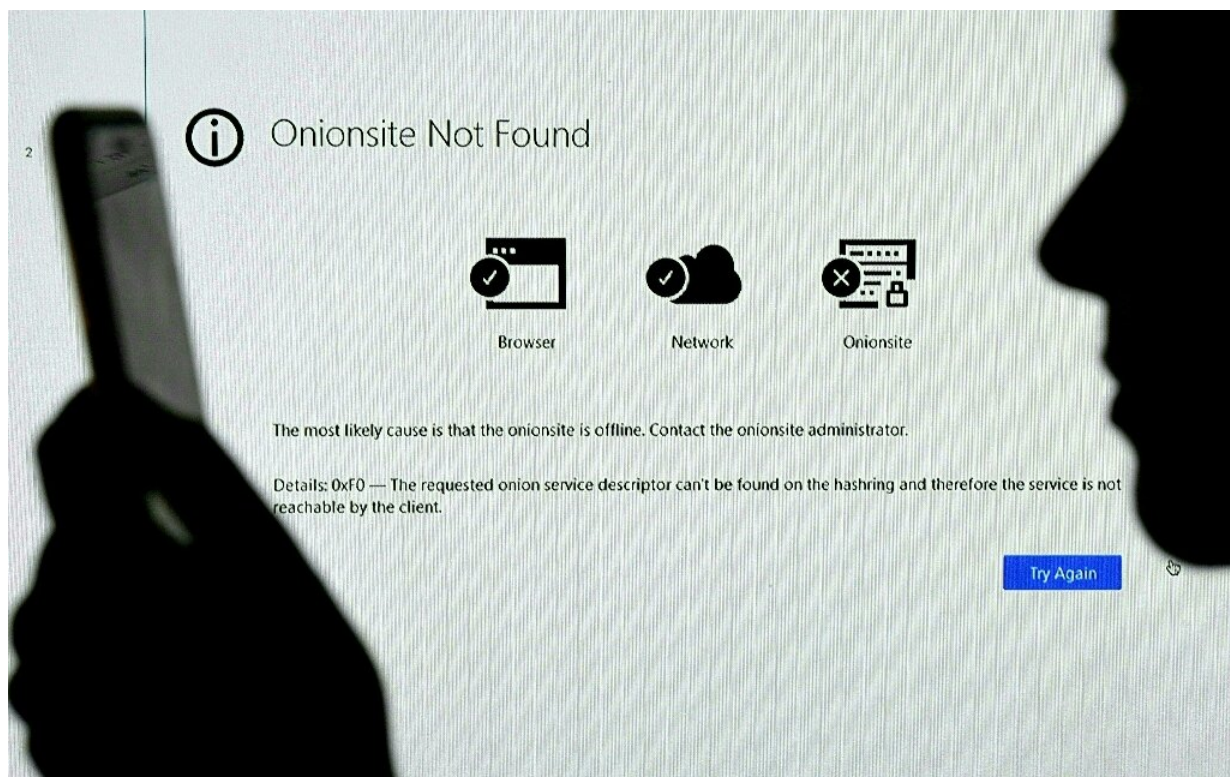 2
Onionsite Not Found
Browser
Network
Onionsite
The most likely cause is that the onionsite is offline. Contact the onionsite administrator.
Details: 0xF0 — The requested onion service descriptor can't be found on the hashring and therefore the service is not
reachable by the client.
Try Again